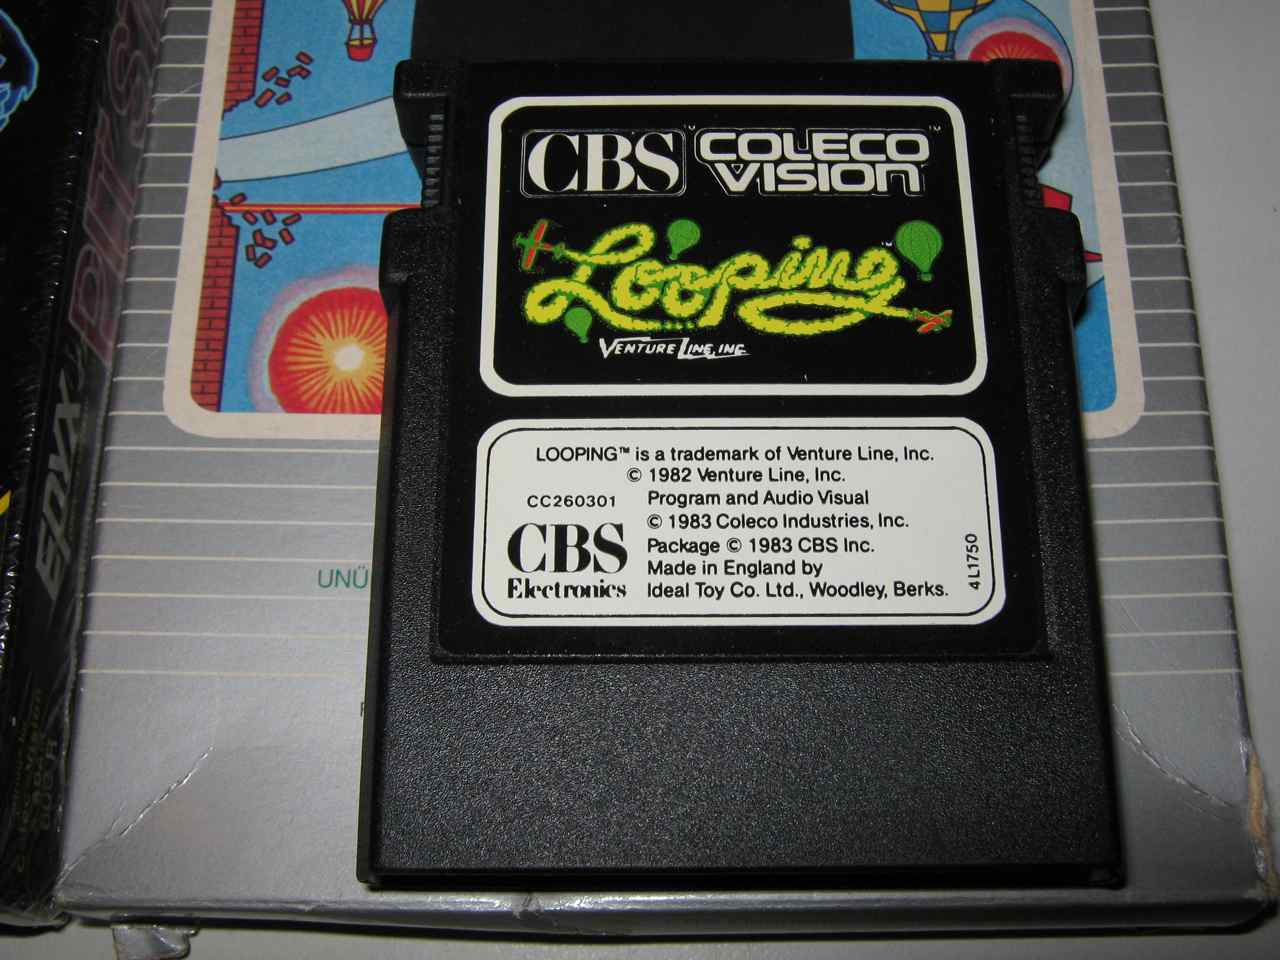 CBS
COLECO
VISION
™
Looping
VENTURE LINE, INC.
LOOPING™ is a trademark of Venture Line, Inc.
© 1982 Venture Line, Inc.
CC260301
Program and Audio Visual
© 1983 Coleco Industries, Inc.
Package © 1983 CBS Inc.
Made in England by
Ideal Toy Co. Ltd., Woodley, Berks.
CBS
Electronics
4L1750
EPYX
UNÜ